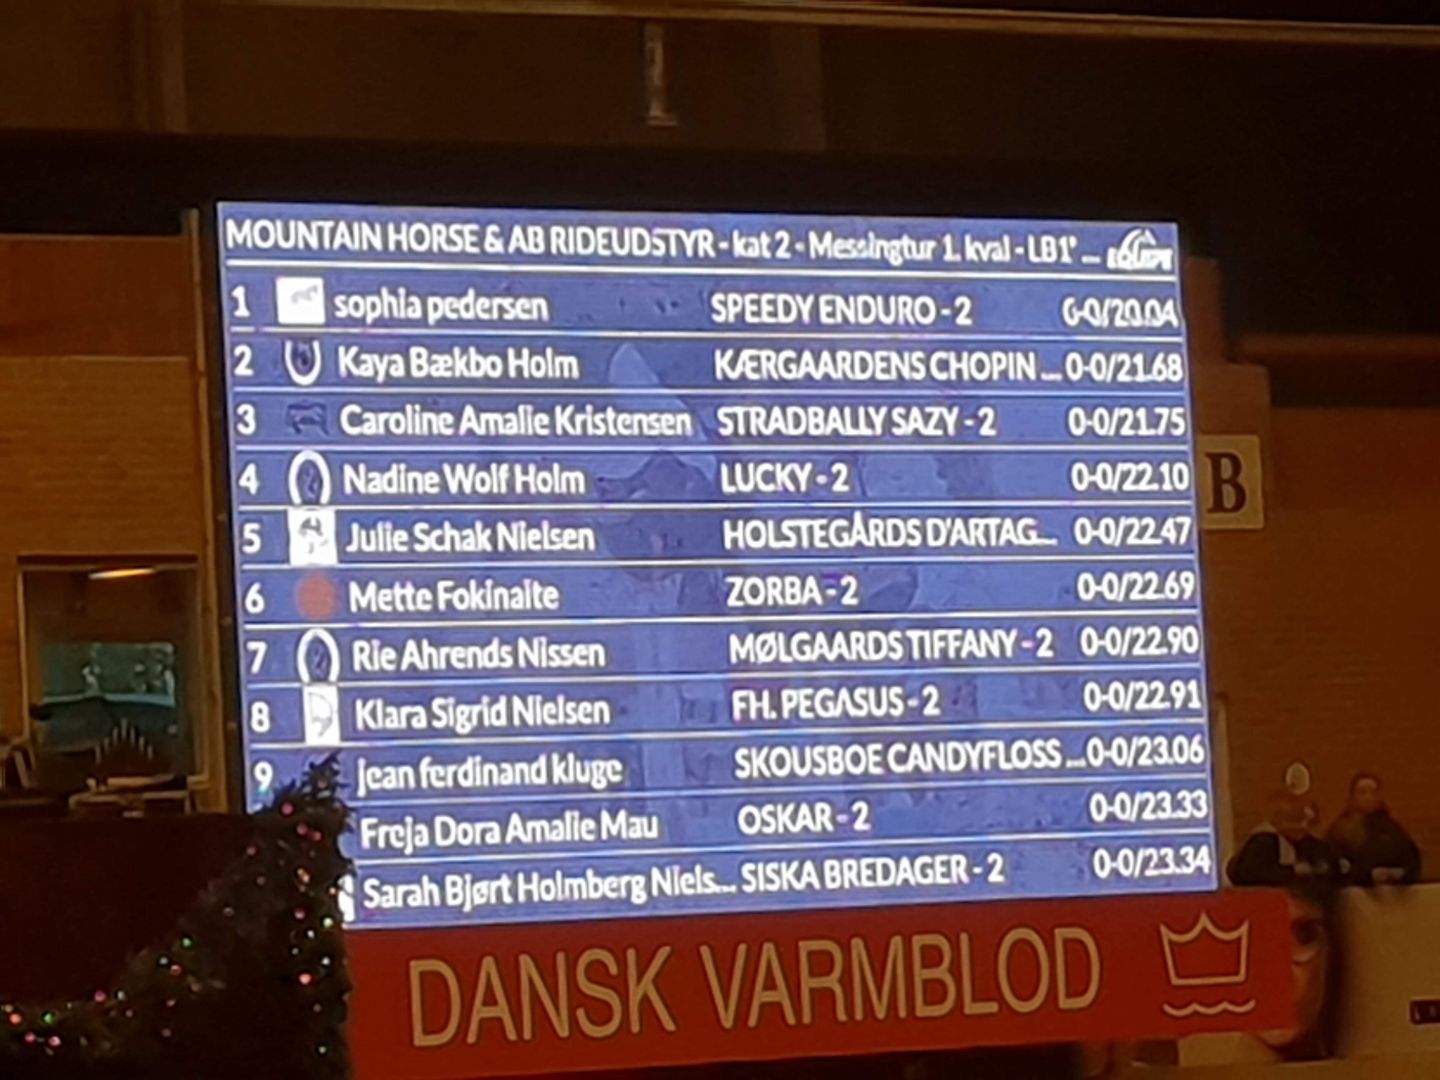 MOUNTAIN HORSE & AB RIDEUDSTYR - kat 2 - Messingtur 1. kval - LB1* ... EQUIPE
1 sophia pedersen SPEEDY ENDURO - 2 0-0/20.04
2 Kaya Bækbo Holm KÆRGAARDENS CHOPIN ... 0-0/21.68
3 Caroline Amalie Kristensen STRADBALLY SAZY - 2 0-0/21.75
4 Nadine Wolf Holm LUCKY - 2 0-0/22.10
5 Julie Schak Nielsen HOLSTEGÅRDS D'ARTAG... 0-0/22.47
6 Mette Fokinaite ZORBA - 2 0-0/22.69
7 Rie Ahrends Nissen MØLGAARDS TIFFANY - 2 0-0/22.90
8 Klara Sigrid Nielsen FH. PEGASUS - 2 0-0/22.91
9 jean ferdinand kluge SKOUSBOE CANDYFLOSS ... 0-0/23.06
Freja Dora Amalie Mau OSKAR - 2 0-0/23.33
Sarah Bjørt Holmberg Niels... SISKA BREDAGER - 2 0-0/23.34
B
DANSK VARMBLOD